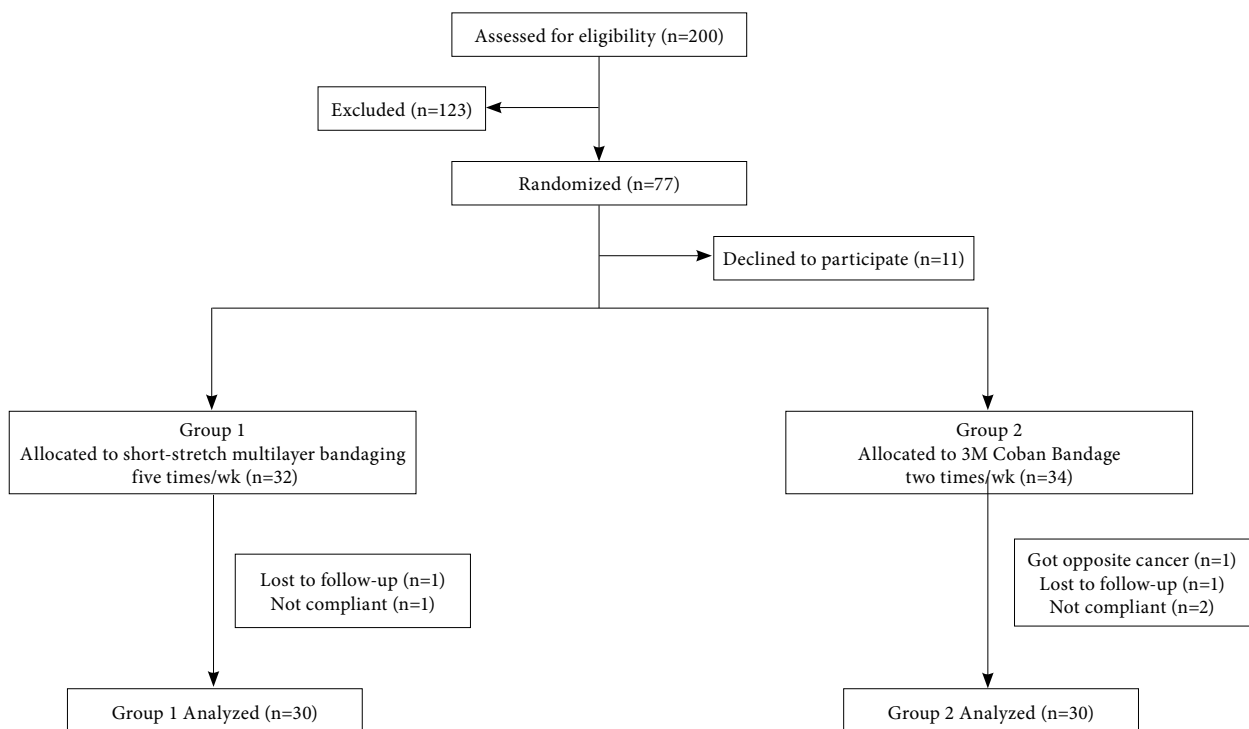 Assessed for eligibility (n=200)
Excluded (n=123)
Randomized (n=77)
Declined to participate (n=11)
Group 1
Allocated to short-stretch multilayer bandaging
five times/wk (n=32)
Group 2
Allocated to 3M Coban Bandage
two times/wk (n=34)
Lost to follow-up (n=1)
Not compliant (n=1)
Got opposite cancer (n=1)
Lost to follow-up (n=1)
Not compliant (n=2)
Group 1 Analyzed (n=30)
Group 2 Analyzed (n=30)